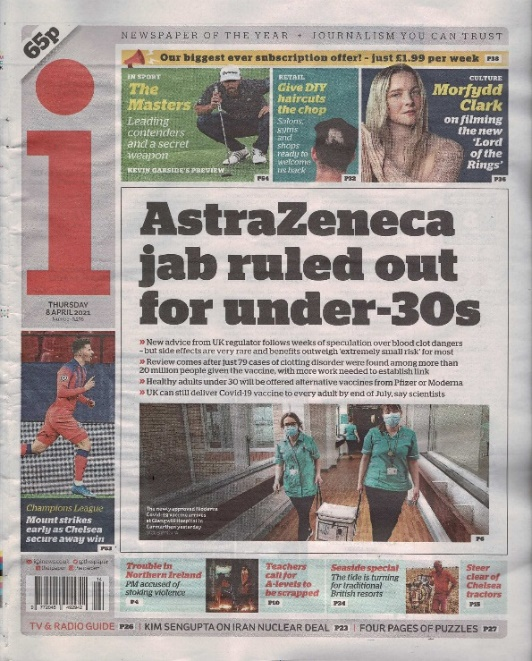 65p
NEWSPAPER OF THE YEAR + JOURNALISM YOU CAN TRUST
Our biggest ever subscription offer! - just £1.99 per week P38
i
THURSDAY
8 APRIL 2021
IN SPORT
The
Masters
Leading
contenders
and a secret
weapon
KEVIN GARSIDE'S PREVIEW
P54
RETAIL
Give DIY
haircuts
the chop
Salons,
gyms
and
shops
ready to
welcome
us back
P32
CULTURE
Morfydd
Clark
on filming
the new
'Lord
of the
Rings'
P36
AstraZeneca
jab ruled out
for under-30s
» New advice from UK regulator follows weeks of speculation over blood clot dangers
– but side effects are very rare and benefits outweigh 'extremely small risk' for most
» Review comes after just 79 cases of clotting disorder were found among more than
20 million people given the vaccine, with more work needed to establish link
» Healthy adults under 30 will be offered alternative vaccines from Pfizer or Moderna
» UK can still deliver Covid-19 vaccine to every adult by end of July, say scientists
The newly approved Moderna
Covid-19 vaccine arrives
at Glangwili Hospital in
Carmarthen yesterday
P6
Champions League
Mount strikes
early as Chelsea
secure away win
P52
Trouble in
Northern Ireland
PM accused of
stoking violence
P4
Teachers
call for
A-levels to
be scrapped
P10
Seaside special
The tide is turning
for traditional
British resorts
P24
Steer
clear of
Chelsea
tractors
P15
TV & RADIO GUIDE P26 | KIM SENGUPTA ON IRAN NUCLEAR DEAL P23 | FOUR PAGES OF PUZZLES P27